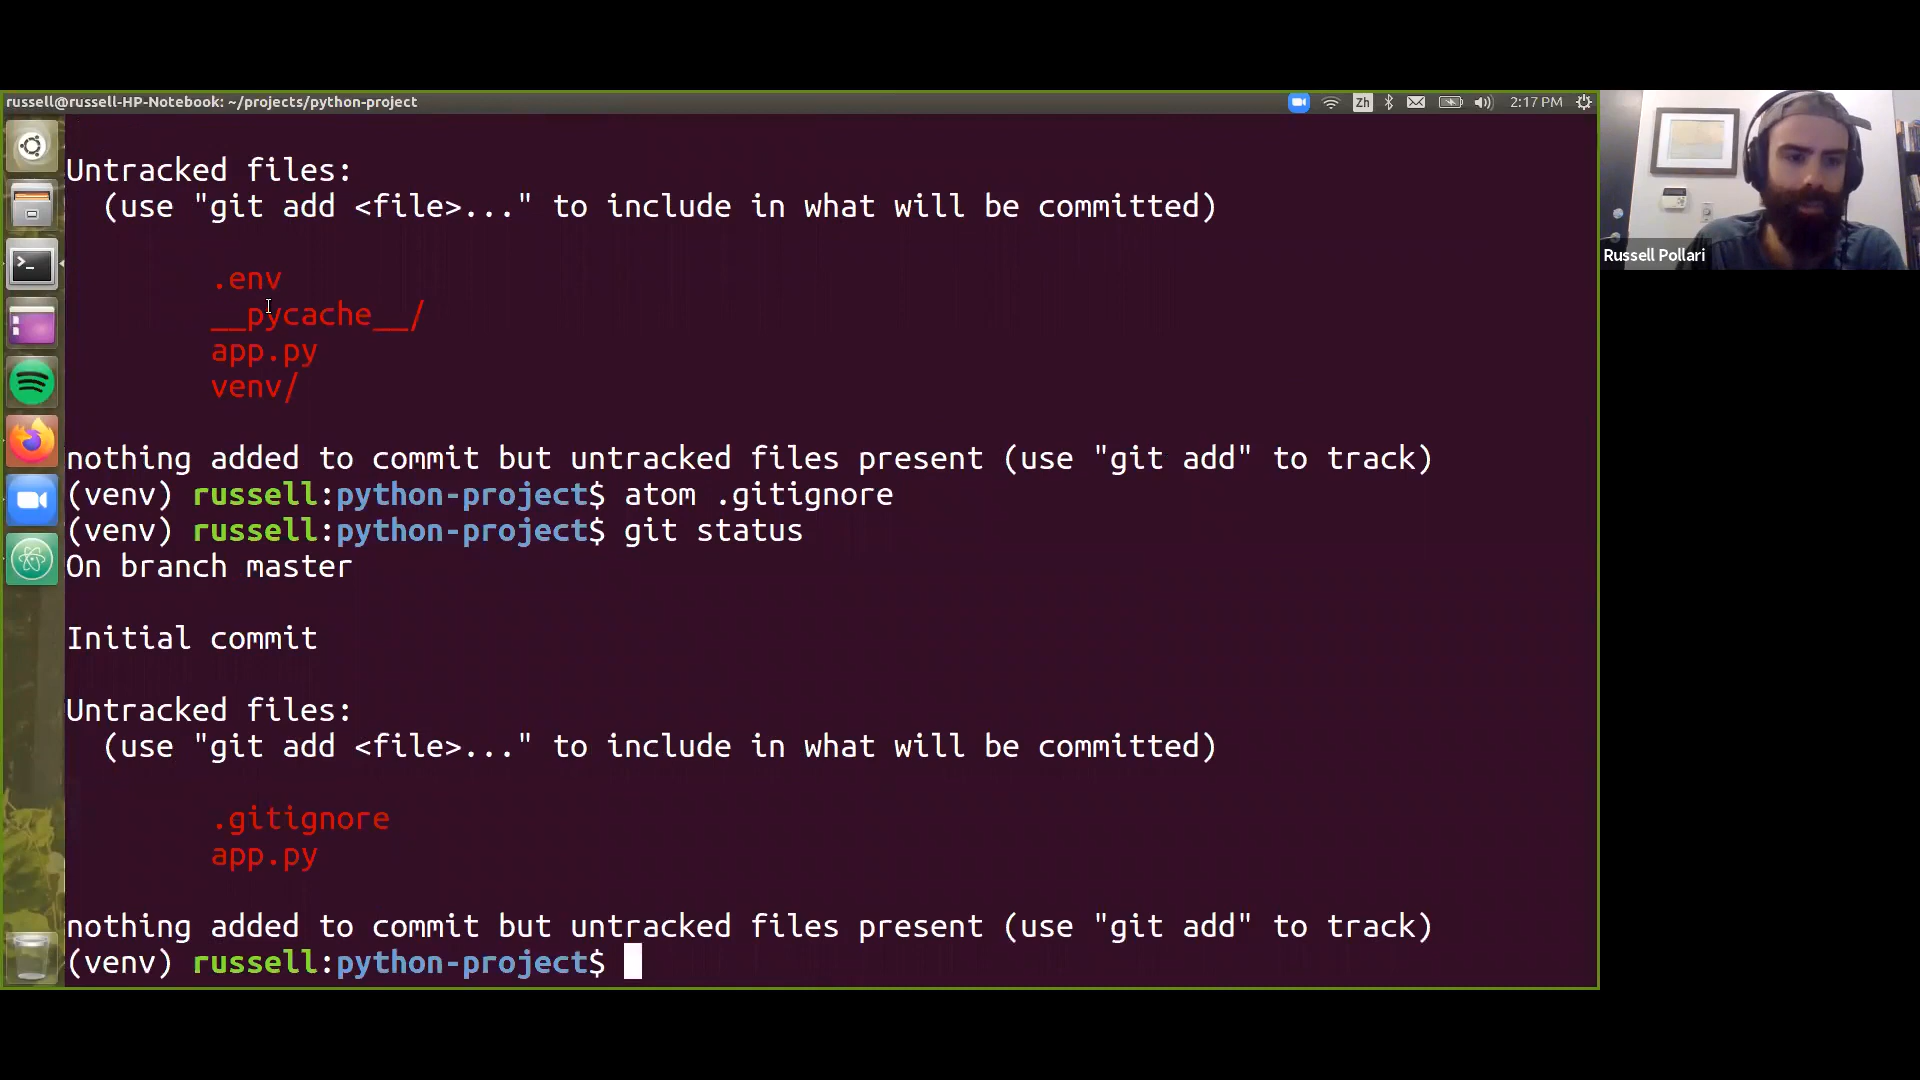 russell@russell-HP-Notebook: ~/projects/python-project
Zh
2:17 PM
Untracked files:
(use "git add <file>..." to include in what will be committed)
.env
__pycache__/
app.py
venv/
nothing added to commit but untracked files present (use "git add" to track)
(venv) russell:python-project$ atom .gitignore
(venv) russell:python-project$ git status
On branch master
Initial commit
Untracked files:
(use "git add <file>..." to include in what will be committed)
.gitignore
app.py
nothing added to commit but untracked files present (use "git add" to track)
(venv) russell:python-project$
Russell Pollari